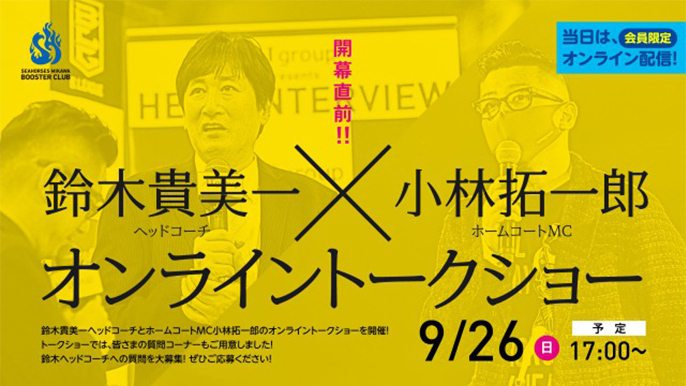 SEAHORSES MIKAWA
BOOSTER CLUB
当日は、会員限定
オンライン配信!
開幕直前!!
group
INTERVIEW
鈴木貴美一×小林拓一郎
ヘッドコーチ
ホームコートMC
オンライントークショー
鈴木貴美一ヘッドコーチとホームコートMC小林拓一郎のオンライントークショーを開催!
トークショーでは、皆さまの質問コーナーもご用意しました!
鈴木ヘッドコーチへの質問を大募集! ぜひご応募ください!
9/26 日
予定
17:00~